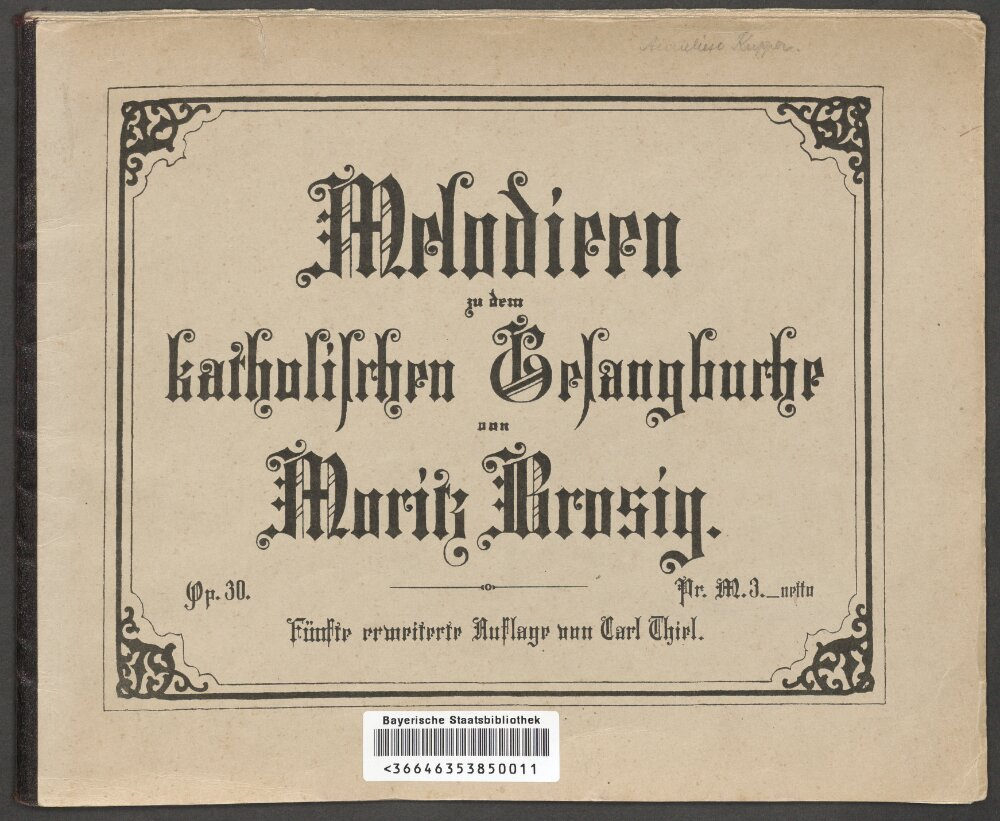 Melodieen
zu dem
katholischen Gesangbuche
von
Moritz Brosig.
Op. 30.
Pr. M. 3._netto
Fünfte erweiterte Auflage von Carl Thiel.
Bayerische Staatsbibliothek
<36646353850011